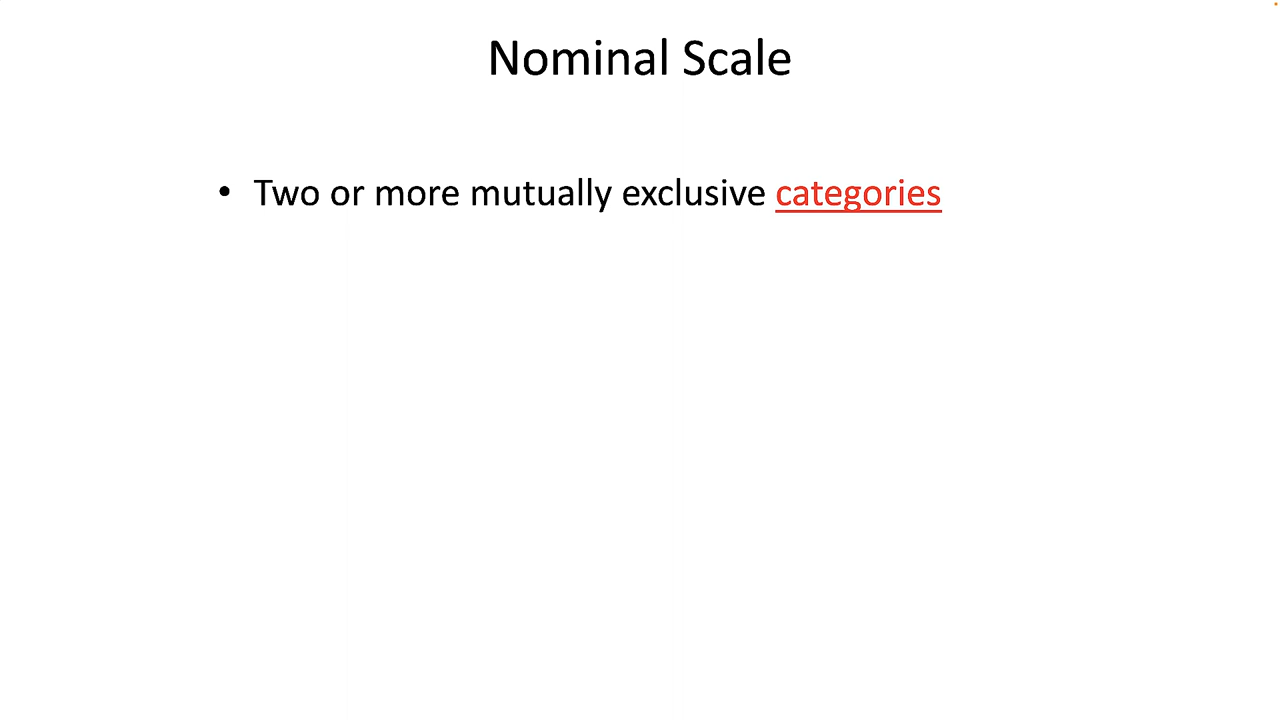 Nominal Scale
• Two or more mutually exclusive categories